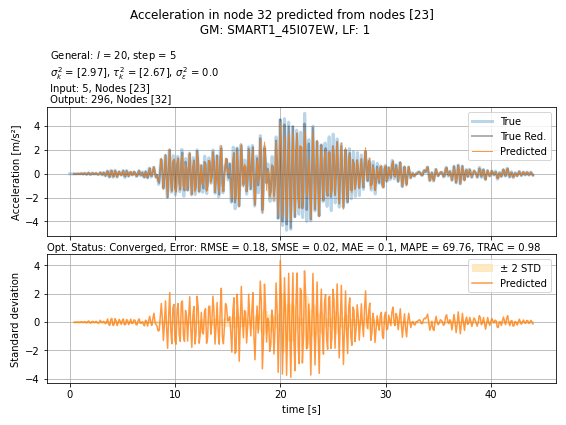 Acceleration in node 32 predicted from nodes [23]
GM: SMART1_45I07EW, LF: 1
General: l = 20, step = 5
σ²ₖ = [2.97], τ²ₖ = [2.67], σ²ε = 0.0
Input: 5, Nodes [23]
Output: 296, Nodes [32]
Acceleration [m/s²]
4
2
0
−2
−4
True
True Red.
Predicted
Opt. Status: Converged, Error: RMSE = 0.18, SMSE = 0.02, MAE = 0.1, MAPE = 69.76, TRAC = 0.98
Standard deviation
4
2
0
−2
−4
± 2 STD
Predicted
0 10 20 30 40
time [s]